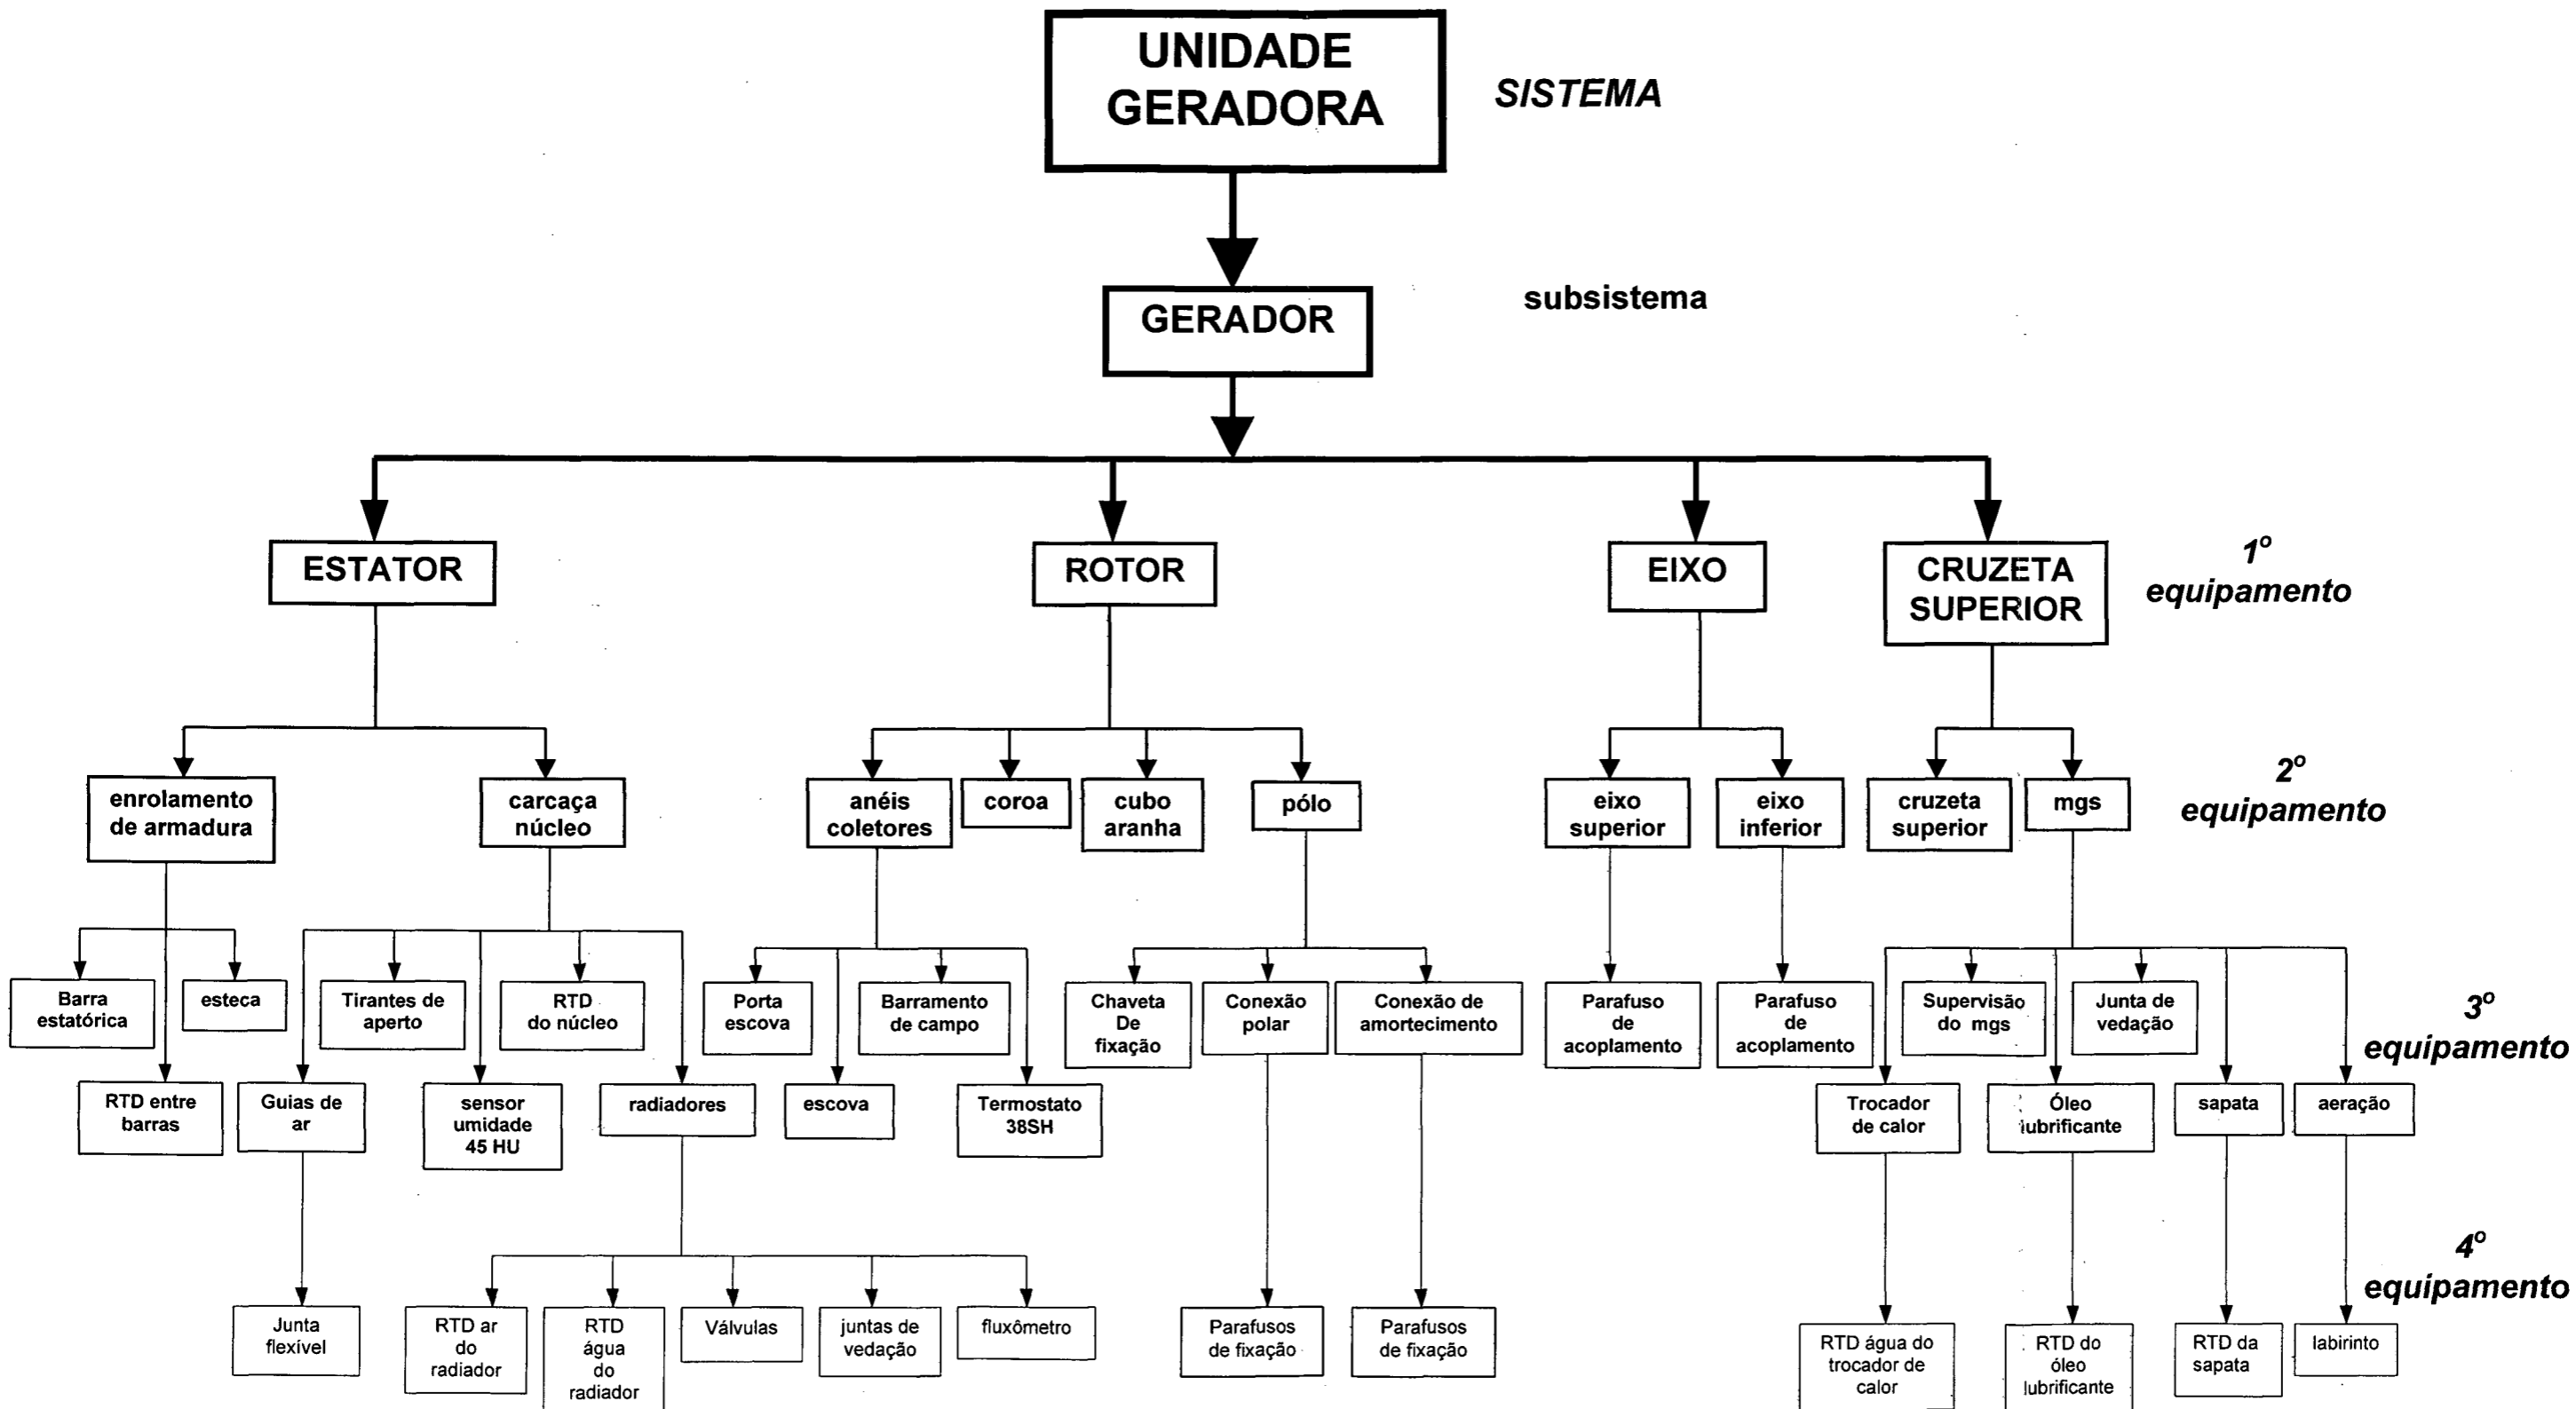 UNIDADE
GERADORA
SISTEMA
GERADOR
subsistema
ESTATOR
ROTOR
EIXO
CRUZETA
SUPERIOR
1º
equipamento
enrolamento
de armadura
carcaça
núcleo
anéis
coletores
coroa
cubo
aranha
pólo
eixo
superior
eixo
inferior
cruzeta
superior
mgs
2º
equipamento
Barra
estatórica
esteca
Tirantes de
aperto
RTD
do núcleo
Porta
escova
Barramento
de campo
Chaveta
De
fixação
Conexão
polar
Conexão de
amortecimento
Parafuso
de
acoplamento
Parafuso
de
acoplamento
Supervisão
do mgs
Junta de
vedação
3º
equipamento
RTD entre
barras
Guias de
ar
sensor
umidade
45 HU
radiadores
escova
Termostato
38SH
Trocador
de calor
Óleo
lubrificante
sapata
aeração
4º
equipamento
Junta
flexível
RTD ar
do
radiador
RTD
água
do
radiador
Válvulas
juntas de
vedação
fluxômetro
Parafusos
de fixação
Parafusos
de fixação
RTD água do
trocador de
calor
RTD do
óleo
lubrificante
RTD da
sapata
labirinto